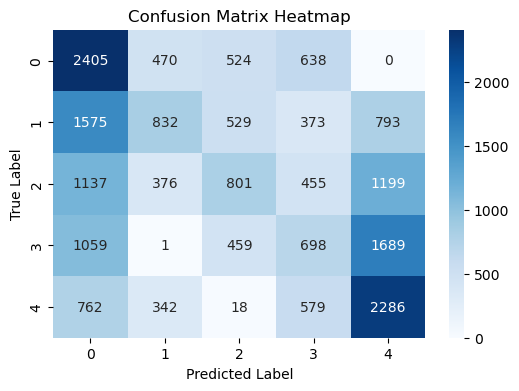 Confusion Matrix Heatmap
True Label
0 2405 470 524 638 0
1 1575 832 529 373 793
2 1137 376 801 455 1199
3 1059 1 459 698 1689
4 762 342 18 579 2286
0 1 2 3 4
Predicted Label
2000
1500
1000
500
0